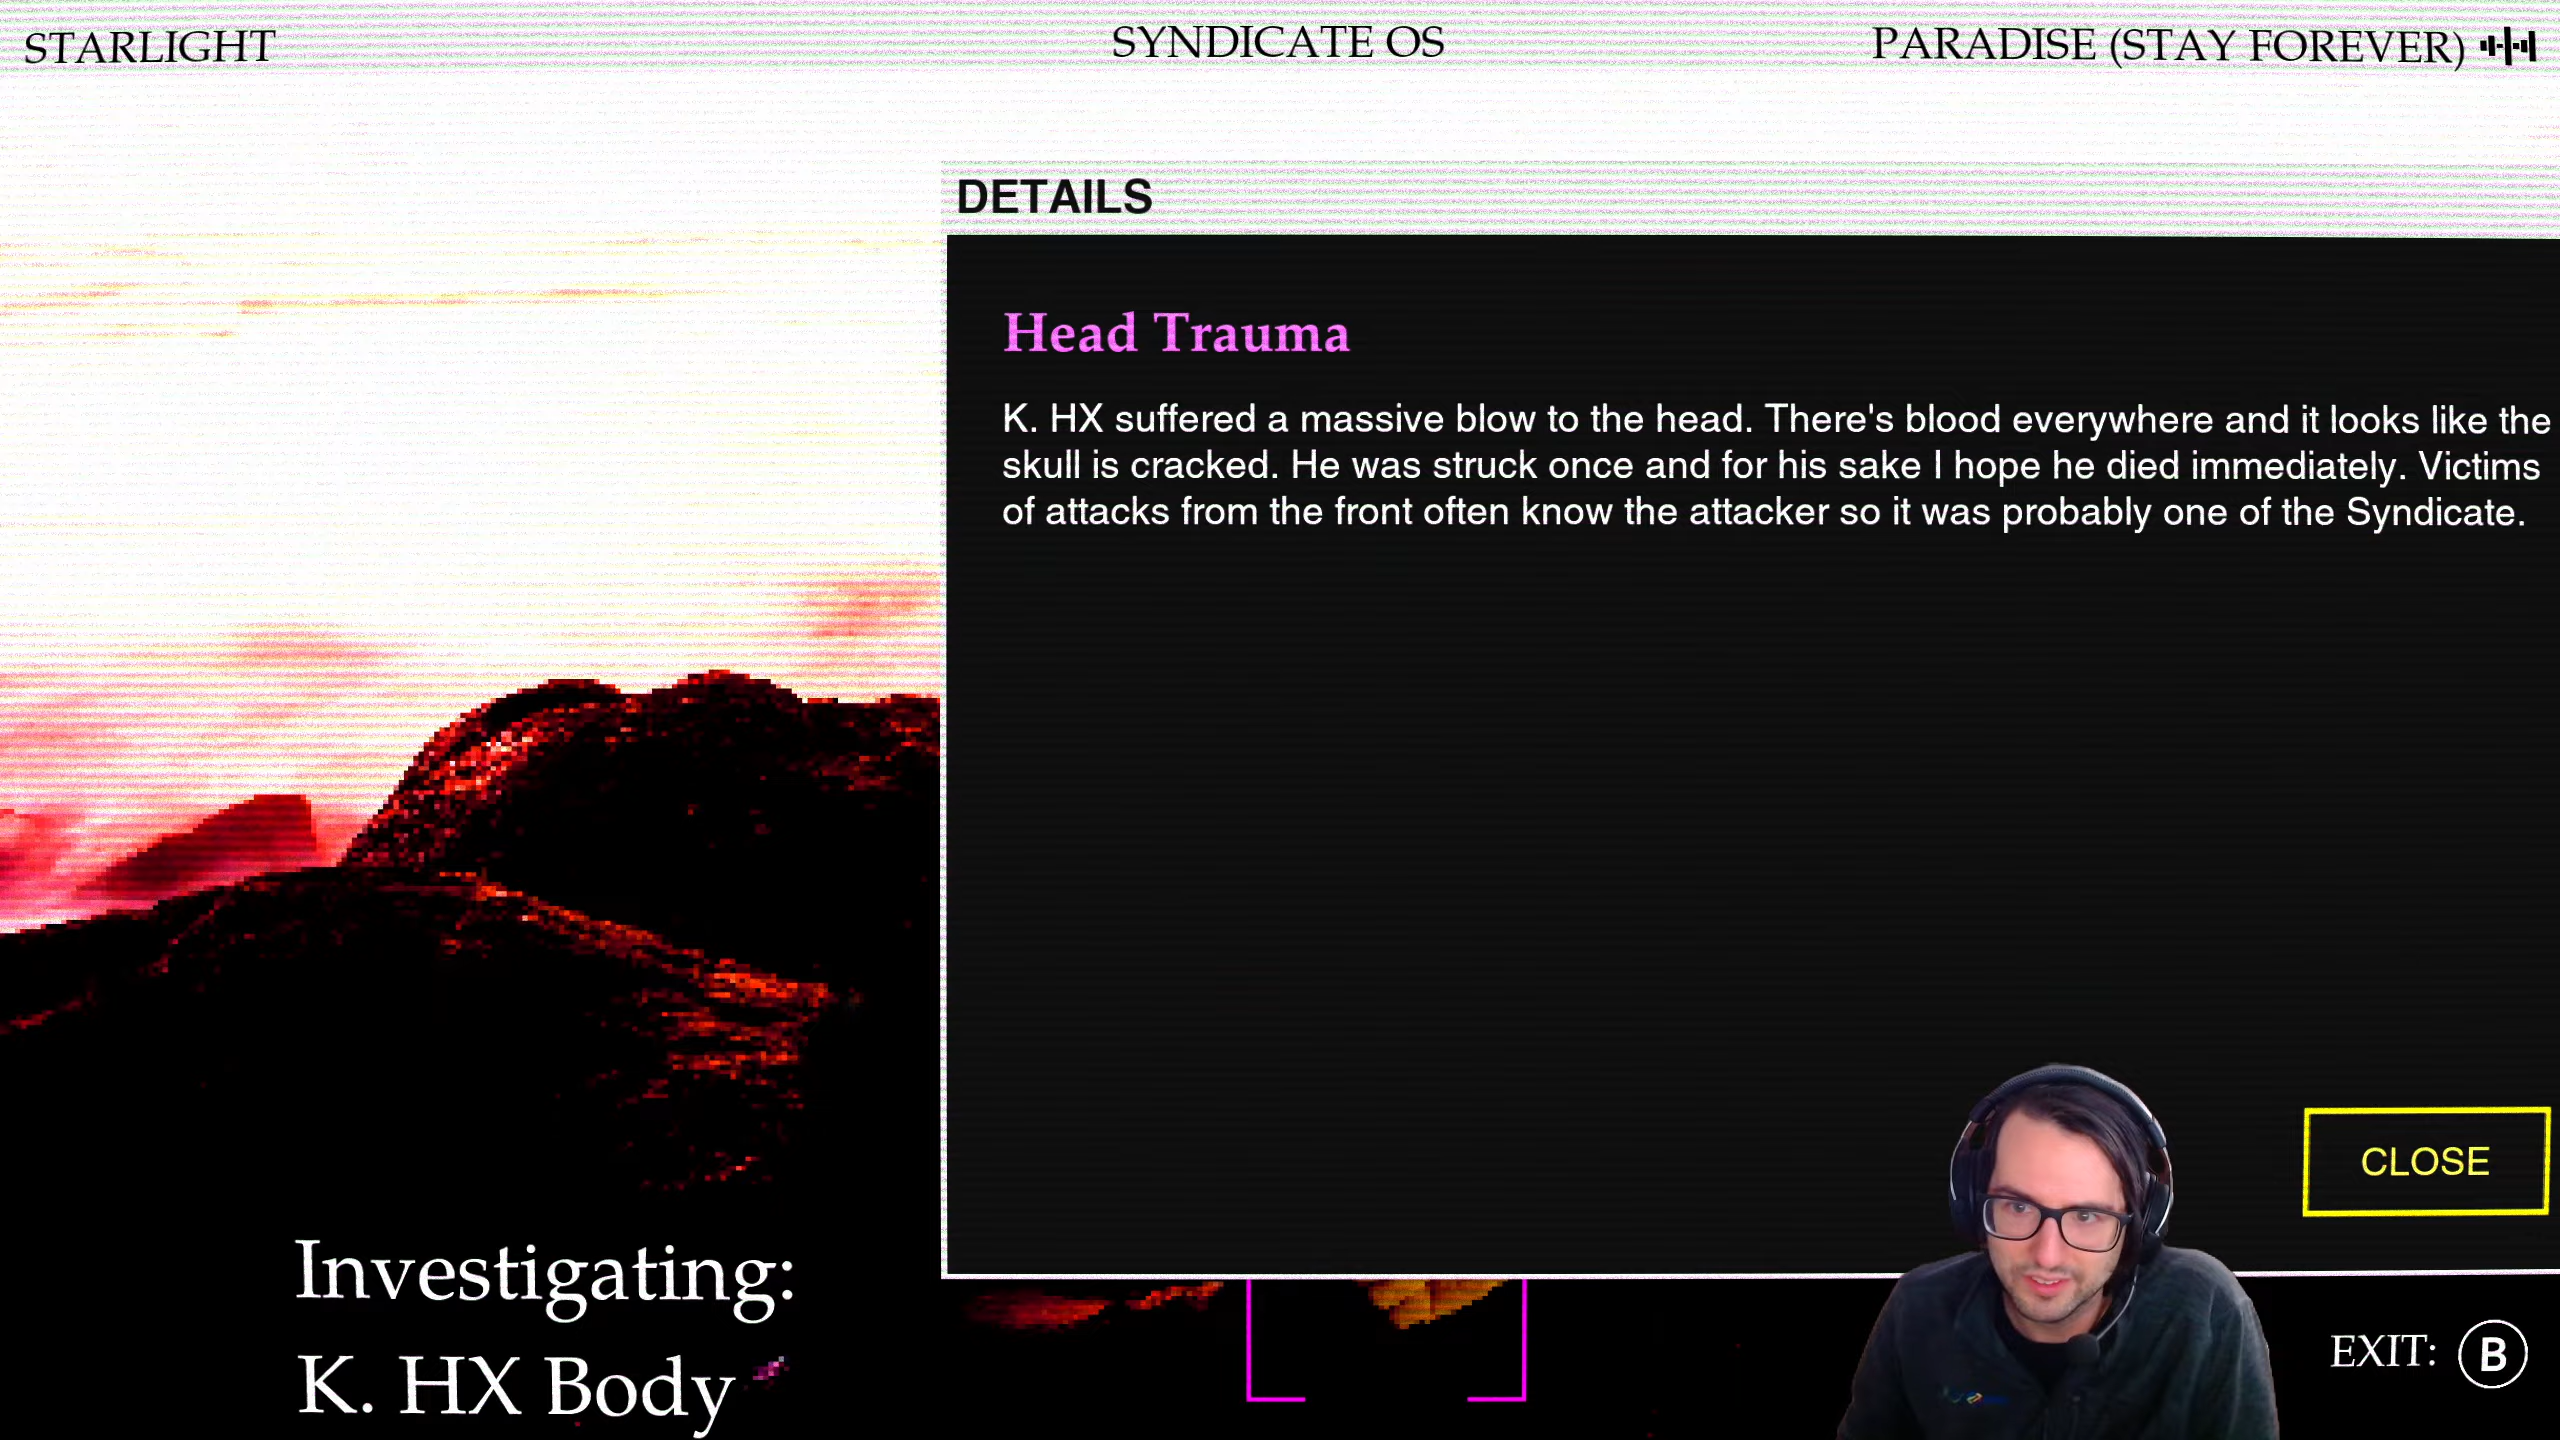 STARLIGHT
SYNDICATE OS
PARADISE (STAY FOREVER)
DETAILS
Head Trauma
K. HX suffered a massive blow to the head. There's blood everywhere and it looks like the
skull is cracked. He was struck once and for his sake I hope he died immediately. Victims
of attacks from the front often know the attacker so it was probably one of the Syndicate.
CLOSE
Investigating:
K. HX Body
EXIT: B